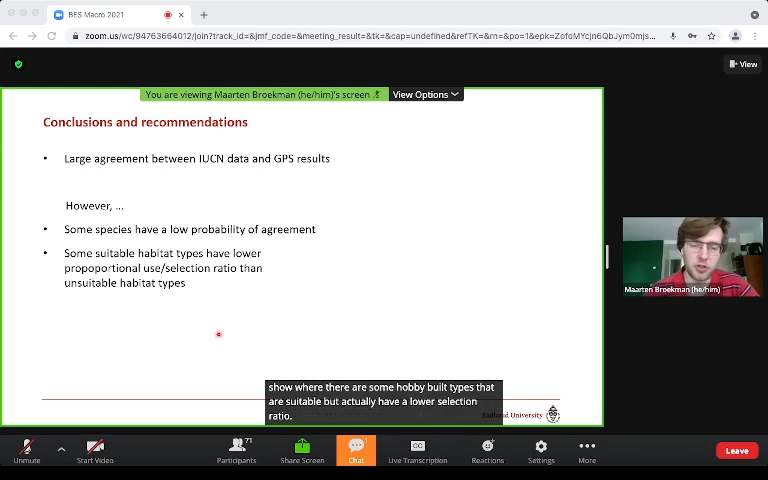 BES Macro 2021
zoom.us/wc/94763664012/join?track_id=&jmf_code=&meeting_result=&tk=&cap=undefined&refTK=&rn=&po=1&epk=ZofoMYcjn6QbJym0mjs...
View
You are viewing Maarten Broekman (he/him)'s screen
View Options
Conclusions and recommendations
• Large agreement between IUCN data and GPS results
However, ...
• Some species have a low probability of agreement
• Some suitable habitat types have lower
propoportional use/selection ratio than
unsuitable habitat types
Maarten Broekman (he/him)
show where there are some hobby built types that
are suitable but actually have a lower selection
ratio.
Radboud University
Unmute
Start Video
71
Participants
Share Screen
1
Chat
CC
Live Transcription
Reactions
Settings
More
Leave